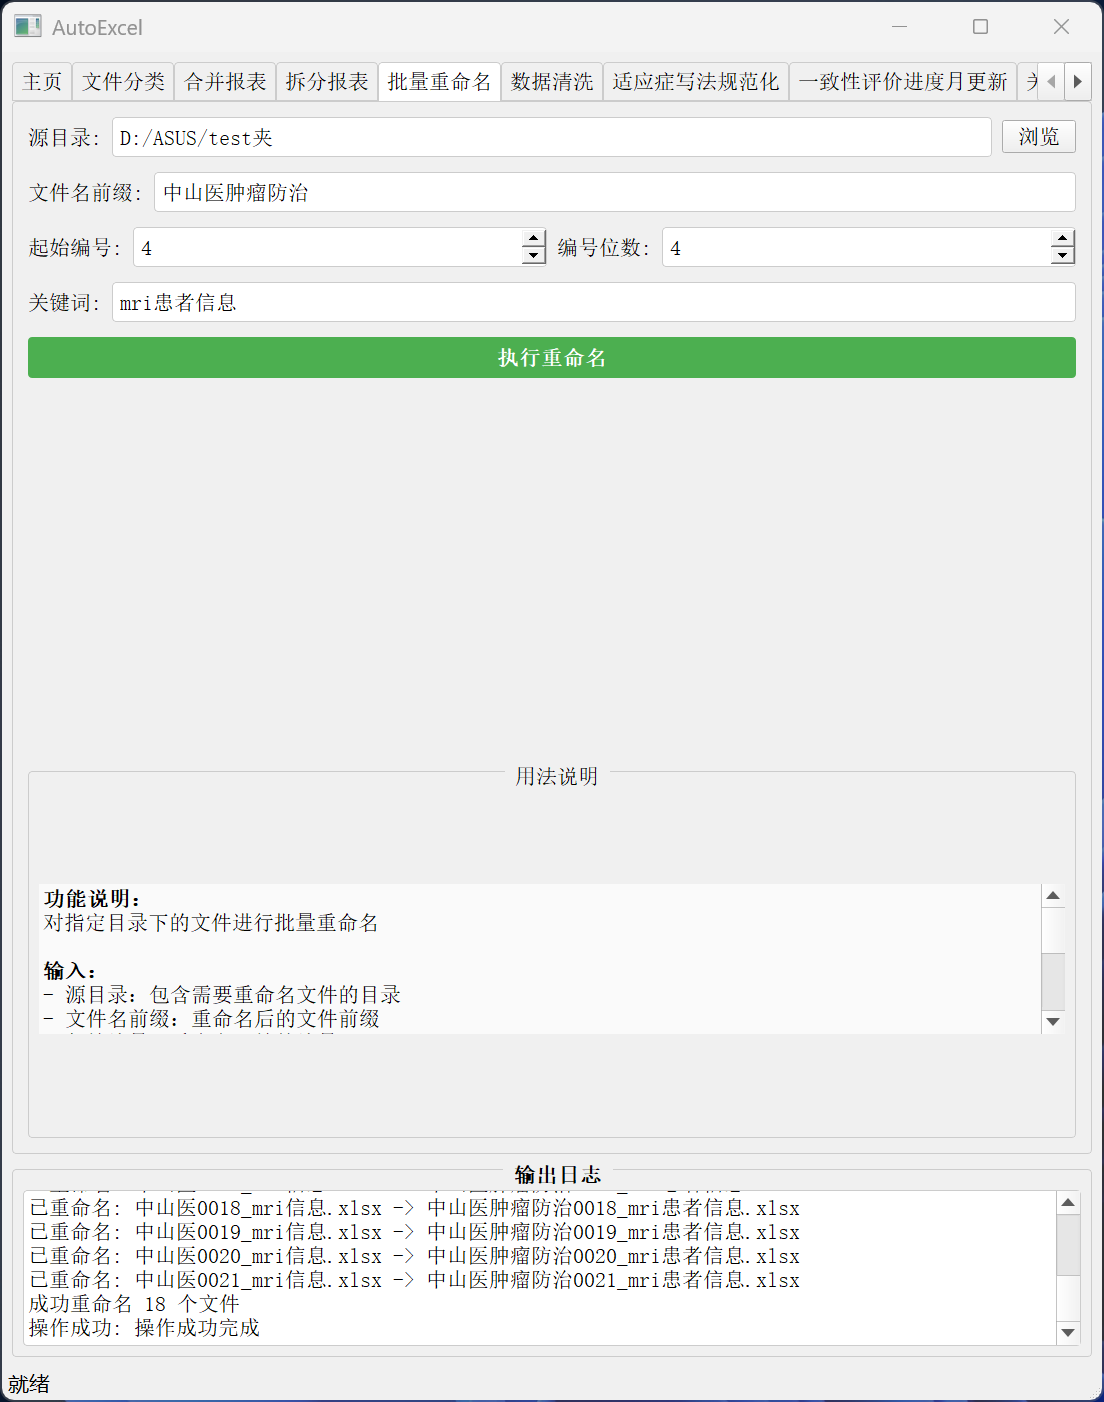 AutoExcel
主页 文件分类 合并报表 拆分报表 批量重命名 数据清洗 适应症写法规范化 一致性评价进度月更新
源目录: D:/ASUS/test夹 浏览
文件名前缀: 中山医肿瘤防治
起始编号: 4 编号位数: 4
关键词: mri患者信息
执行重命名
用法说明
功能说明:
对指定目录下的文件进行批量重命名
输入:
- 源目录: 包含需要重命名文件的目录
- 文件名前缀: 重命名后的文件前缀
输出日志
已重命名: 中山医0018_mri信息.xlsx -> 中山医肿瘤防治0018_mri患者信息.xlsx
已重命名: 中山医0019_mri信息.xlsx -> 中山医肿瘤防治0019_mri患者信息.xlsx
已重命名: 中山医0020_mri信息.xlsx -> 中山医肿瘤防治0020_mri患者信息.xlsx
已重命名: 中山医0021_mri信息.xlsx -> 中山医肿瘤防治0021_mri患者信息.xlsx
成功重命名 18 个文件
操作成功: 操作成功完成
就绪